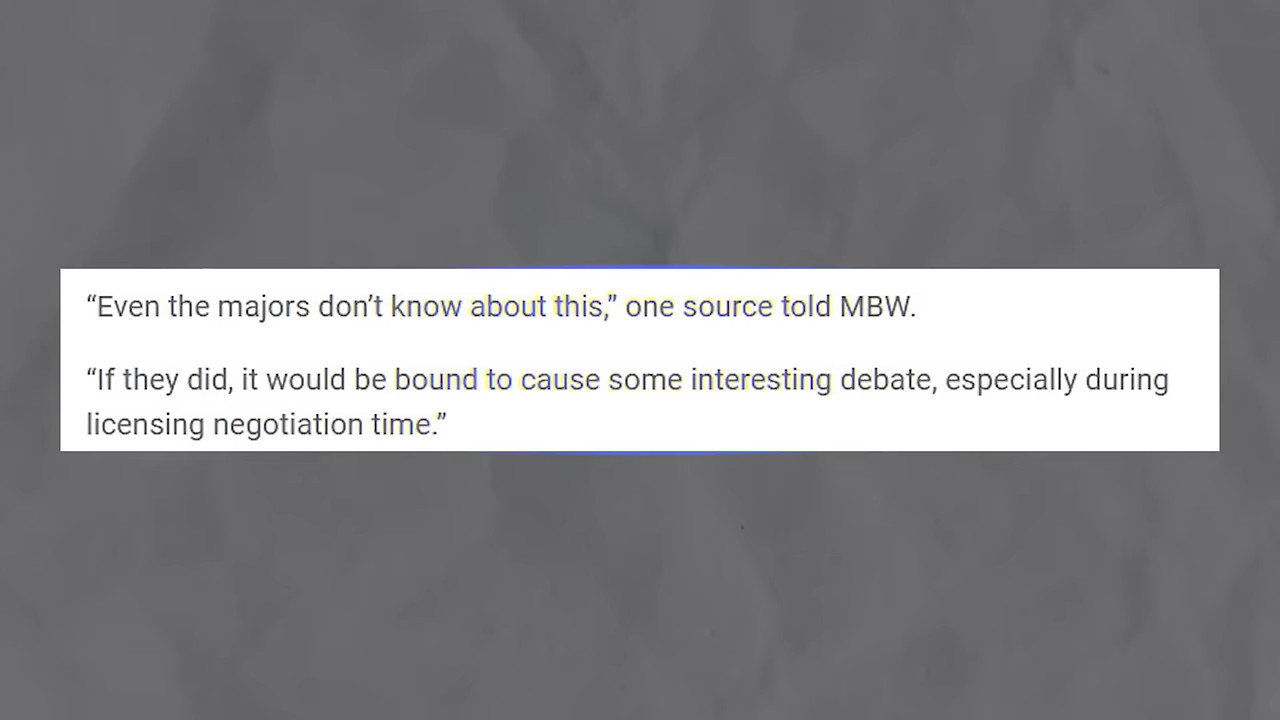 “Even the majors don’t know about this,” one source told MBW.
“If they did, it would be bound to cause some interesting debate, especially during
licensing negotiation time.”